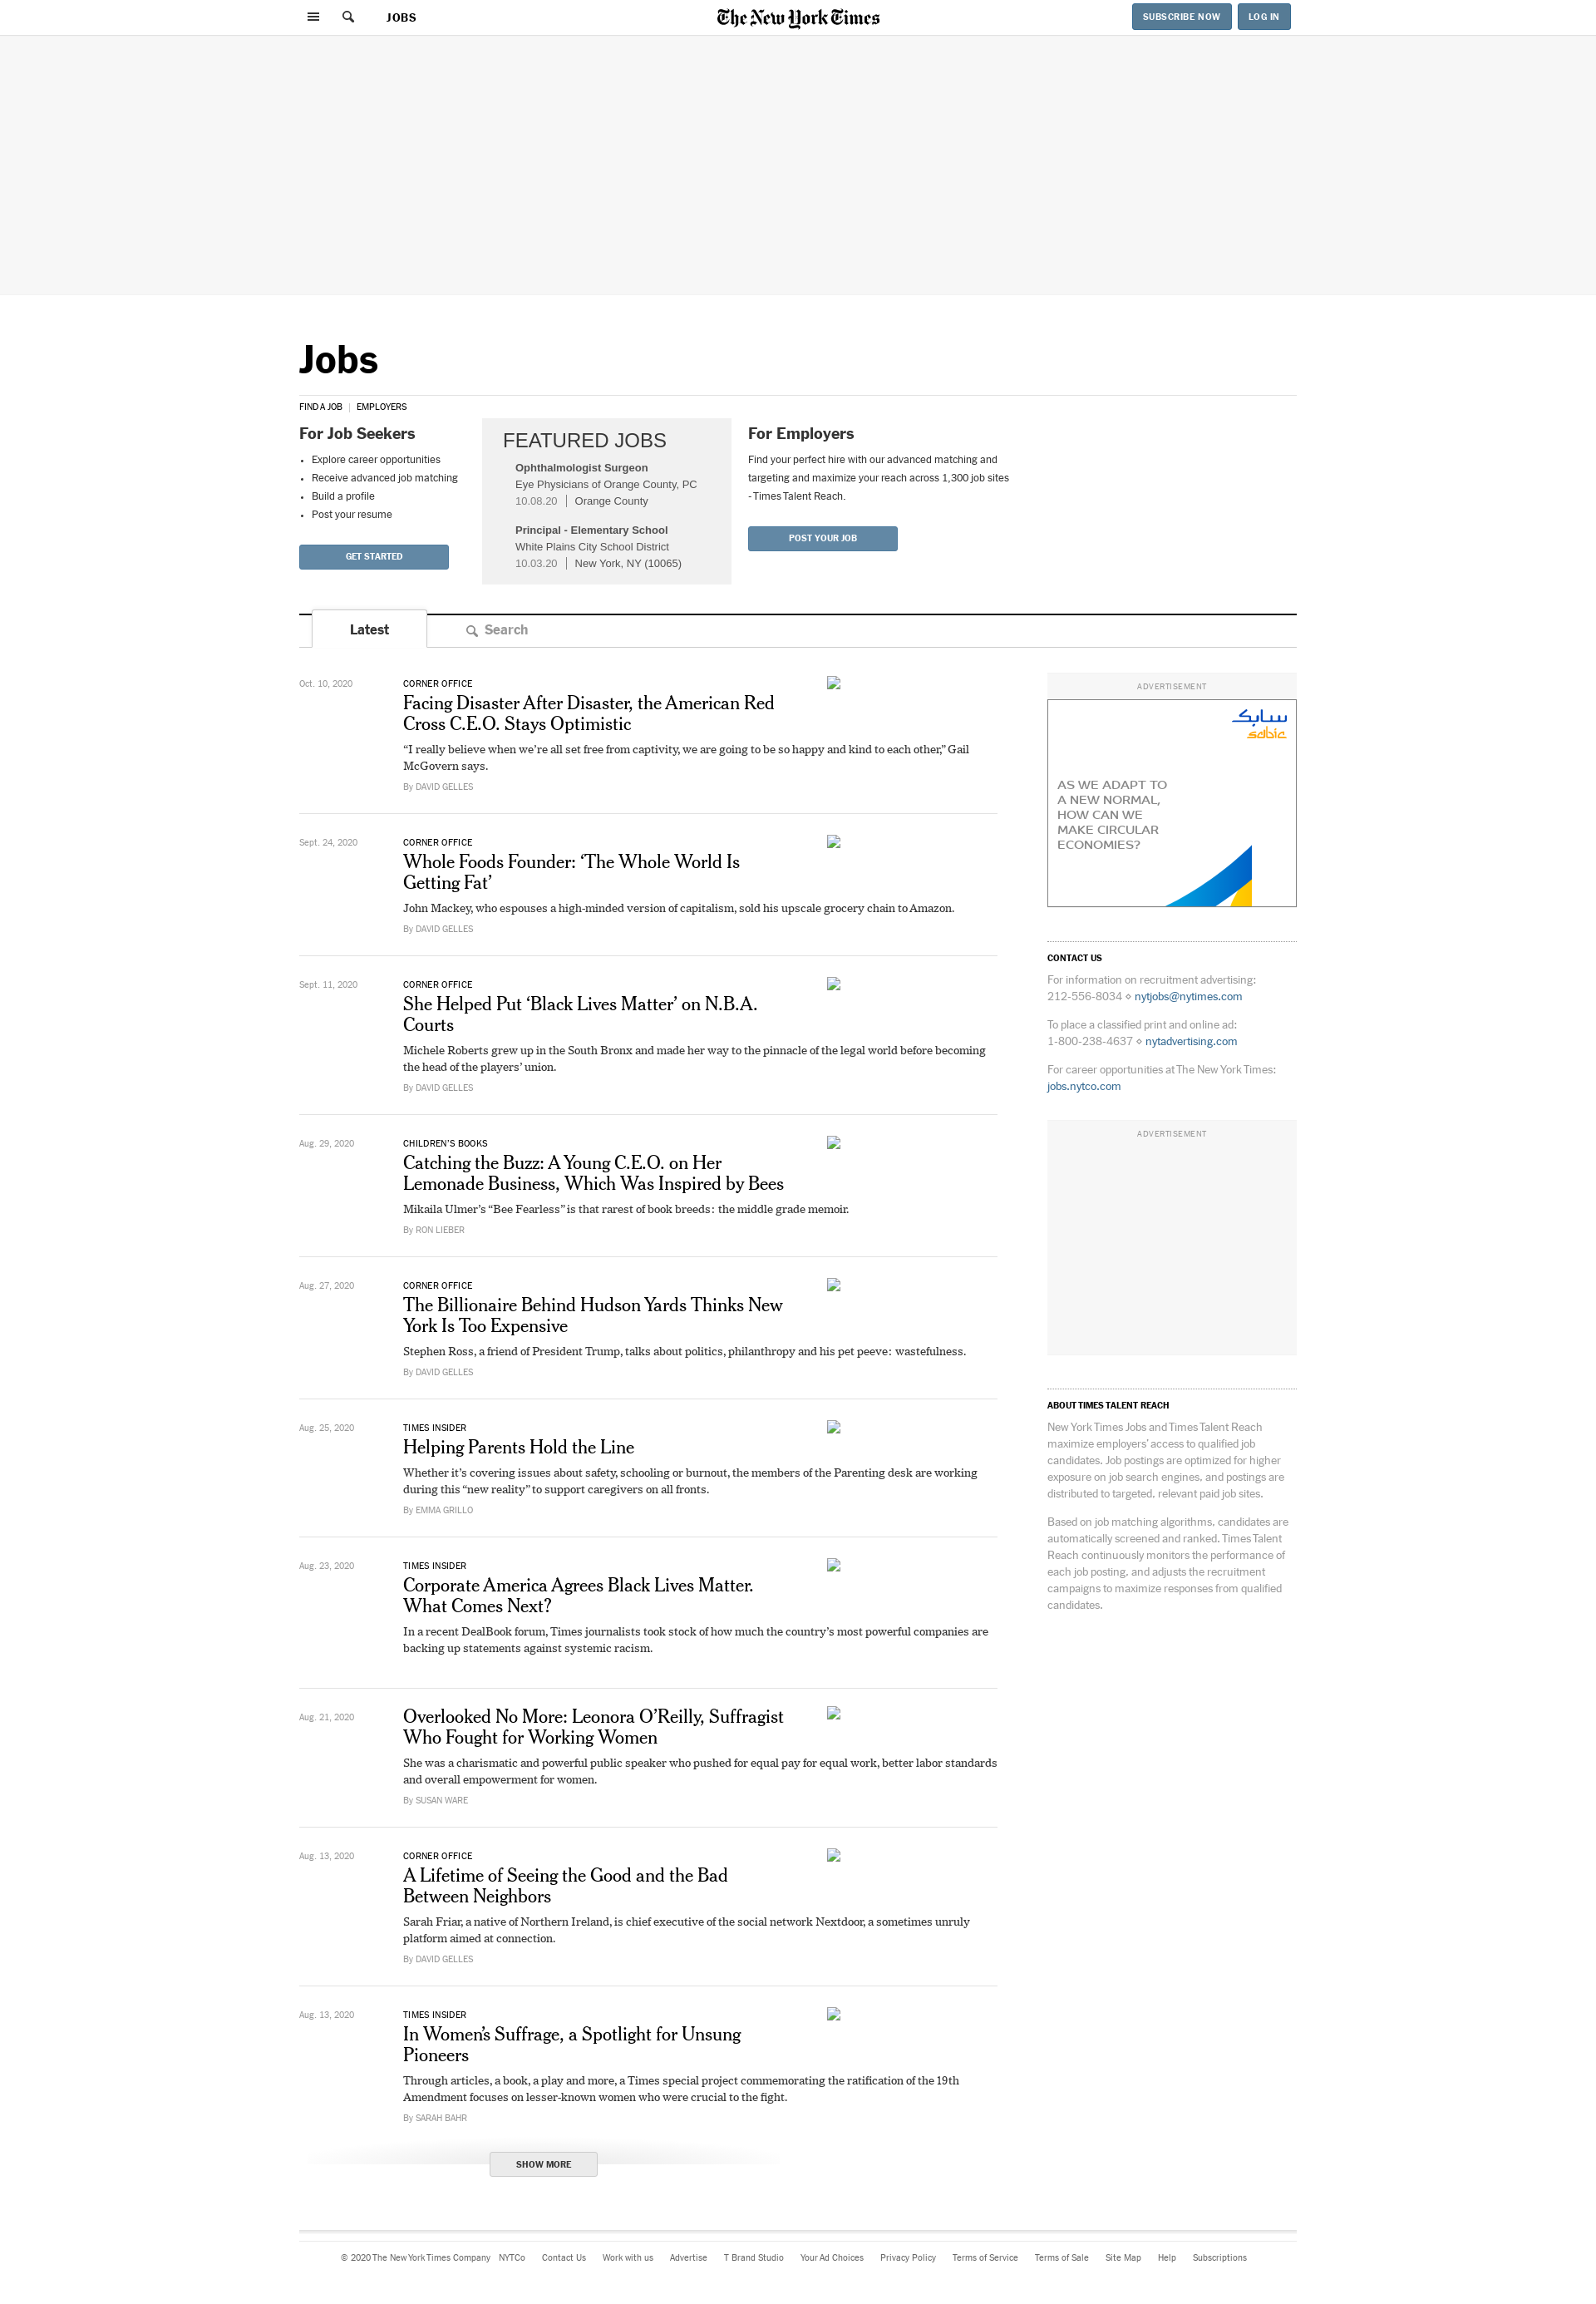 JOBS
The New York Times
SUBSCRIBE NOW
LOG IN
Jobs
FIND A JOB | EMPLOYERS
For Job Seekers
• Explore career opportunities
• Receive advanced job matching
• Build a profile
• Post your resume
GET STARTED
FEATURED JOBS
Ophthalmologist Surgeon
Eye Physicians of Orange County, PC
10.08.20 | Orange County
Principal - Elementary School
White Plains City School District
10.03.20 | New York, NY (10065)
For Employers
Find your perfect hire with our advanced matching and
targeting and maximize your reach across 1,300 job sites
- Times Talent Reach.
POST YOUR JOB
Latest
Search
Oct. 10, 2020
CORNER OFFICE
Facing Disaster After Disaster, the American Red
Cross C.E.O. Stays Optimistic
“I really believe when we’re all set free from captivity, we are going to be so happy and kind to each other,” Gail
McGovern says.
By DAVID GELLES
Sept. 24, 2020
CORNER OFFICE
Whole Foods Founder: ‘The Whole World Is
Getting Fat’
John Mackey, who espouses a high-minded version of capitalism, sold his upscale grocery chain to Amazon.
By DAVID GELLES
Sept. 11, 2020
CORNER OFFICE
She Helped Put ‘Black Lives Matter’ on N.B.A.
Courts
Michele Roberts grew up in the South Bronx and made her way to the pinnacle of the legal world before becoming
the head of the players’ union.
By DAVID GELLES
Aug. 29, 2020
CHILDREN’S BOOKS
Catching the Buzz: A Young C.E.O. on Her
Lemonade Business, Which Was Inspired by Bees
Mikaila Ulmer’s “Bee Fearless” is that rarest of book breeds: the middle grade memoir.
By RON LIEBER
Aug. 27, 2020
CORNER OFFICE
The Billionaire Behind Hudson Yards Thinks New
York Is Too Expensive
Stephen Ross, a friend of President Trump, talks about politics, philanthropy and his pet peeve: wastefulness.
By DAVID GELLES
Aug. 25, 2020
TIMES INSIDER
Helping Parents Hold the Line
Whether it’s covering issues about safety, schooling or burnout, the members of the Parenting desk are working
during this “new reality” to support caregivers on all fronts.
By EMMA GRILLO
Aug. 23, 2020
TIMES INSIDER
Corporate America Agrees Black Lives Matter.
What Comes Next?
In a recent DealBook forum, Times journalists took stock of how much the country’s most powerful companies are
backing up statements against systemic racism.
Aug. 21, 2020
Overlooked No More: Leonora O’Reilly, Suffragist
Who Fought for Working Women
She was a charismatic and powerful public speaker who pushed for equal pay for equal work, better labor standards
and overall empowerment for women.
By SUSAN WARE
Aug. 13, 2020
CORNER OFFICE
A Lifetime of Seeing the Good and the Bad
Between Neighbors
Sarah Friar, a native of Northern Ireland, is chief executive of the social network Nextdoor, a sometimes unruly
platform aimed at connection.
By DAVID GELLES
Aug. 13, 2020
TIMES INSIDER
In Women’s Suffrage, a Spotlight for Unsung
Pioneers
Through articles, a book, a play and more, a Times special project commemorating the ratification of the 19th
Amendment focuses on lesser-known women who were crucial to the fight.
By SARAH BAHR
SHOW MORE
ADVERTISEMENT
سابك
sabic
AS WE ADAPT TO
A NEW NORMAL,
HOW CAN WE
MAKE CIRCULAR
ECONOMIES?
CONTACT US
For information on recruitment advertising:
212-556-8034 ⋄ nytjobs@nytimes.com
To place a classified print and online ad:
1-800-238-4637 ⋄ nytadvertising.com
For career opportunities at The New York Times:
jobs.nytco.com
ADVERTISEMENT
ABOUT TIMES TALENT REACH
New York Times Jobs and Times Talent Reach
maximize employers’ access to qualified job
candidates. Job postings are optimized for higher
exposure on job search engines, and postings are
distributed to targeted, relevant paid job sites.
Based on job matching algorithms, candidates are
automatically screened and ranked. Times Talent
Reach continuously monitors the performance of
each job posting, and adjusts the recruitment
campaigns to maximize responses from qualified
candidates.
© 2020 The New York Times Company NYTCo Contact Us Work with us Advertise T Brand Studio Your Ad Choices Privacy Policy Terms of Service Terms of Sale Site Map Help Subscriptions